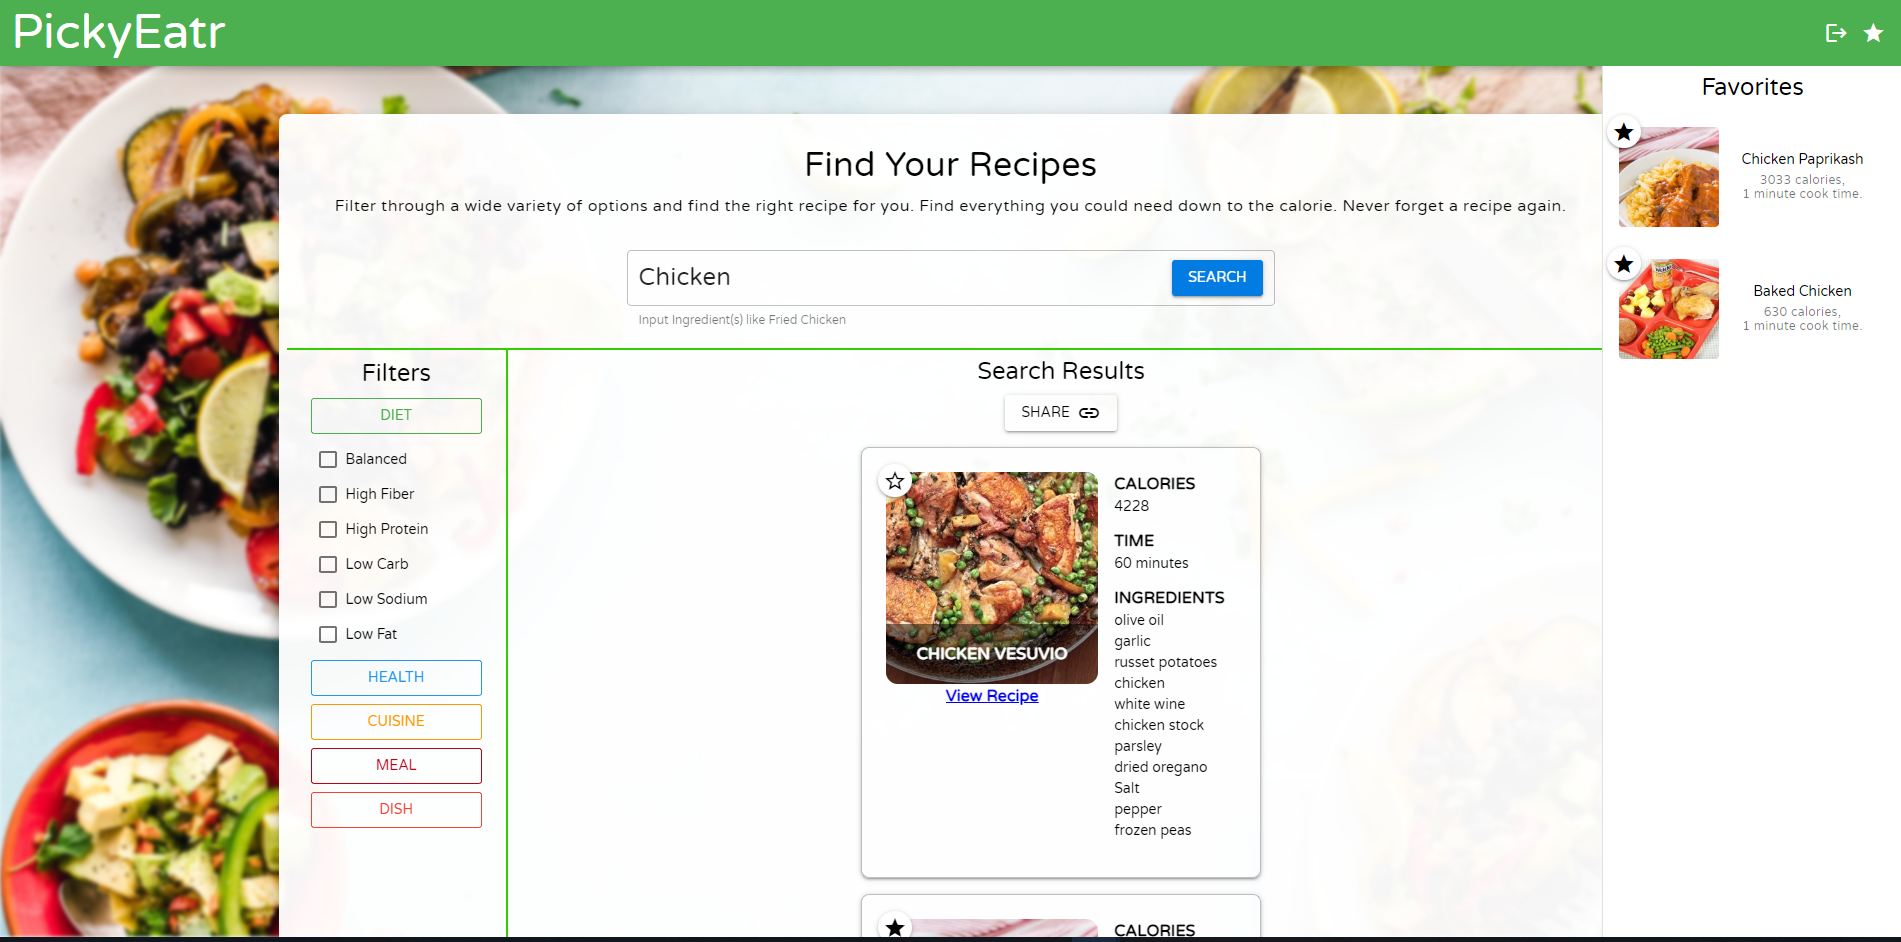 PickyEatr
Find Your Recipes
Filter through a wide variety of options and find the right recipe for you. Find everything you could need down to the calorie. Never forget a recipe again.
Chicken
SEARCH
Input Ingredient(s) like Fried Chicken
Filters
DIET
Balanced
High Fiber
High Protein
Low Carb
Low Sodium
Low Fat
HEALTH
CUISINE
MEAL
DISH
Search Results
SHARE
CHICKEN VESUVIO
View Recipe
CALORIES
4228
TIME
60 minutes
INGREDIENTS
olive oil
garlic
russet potatoes
chicken
white wine
chicken stock
parsley
dried oregano
Salt
pepper
frozen peas
CALORIES
Favorites
Chicken Paprikash
3033 calories,
1 minute cook time.
Baked Chicken
630 calories,
1 minute cook time.